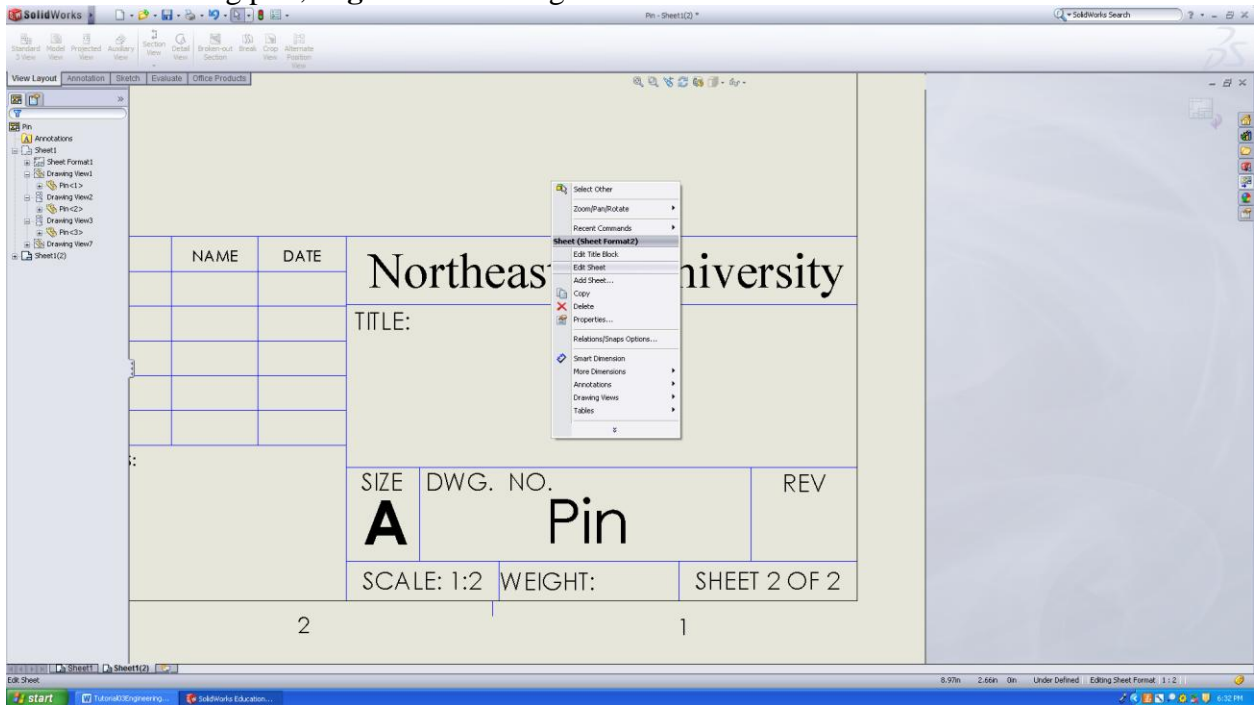 SolidWorks
Pin - Sheet1(2) *
SolidWorks Search
Standard 3 View
Model View
Projected View
Auxiliary View
Section View
Detail View
Broken-out Section
Break
Crop View
Alternate Position View
View Layout
Annotation
Sketch
Evaluate
Office Products
Pin
Annotations
Sheet1
Sheet Format1
Drawing View1
Pin<1>
Drawing View2
Pin<2>
Drawing View3
Pin<3>
Drawing View7
Sheet1(2)
Select Other
Zoom/Pan/Rotate
Recent Commands
Sheet (Sheet Format2)
Edit Title Block
Edit Sheet
Add Sheet...
Copy
Delete
Properties...
Relations/Snaps Options...
Smart Dimension
More Dimensions
Annotations
Drawing Views
Tables
NAME DATE
Northeas niversity
TITLE:
S:
SIZE DWG. NO. REV
A Pin
SCALE: 1:2 WEIGHT: SHEET 2 OF 2
2 1
Sheet1 Sheet1(2)
Edit Sheet
8.97in 2.66in 0in Under Defined Editing Sheet Format 1 : 2
start Tutorial03Engineering... SolidWorks Education... 6:32 PM